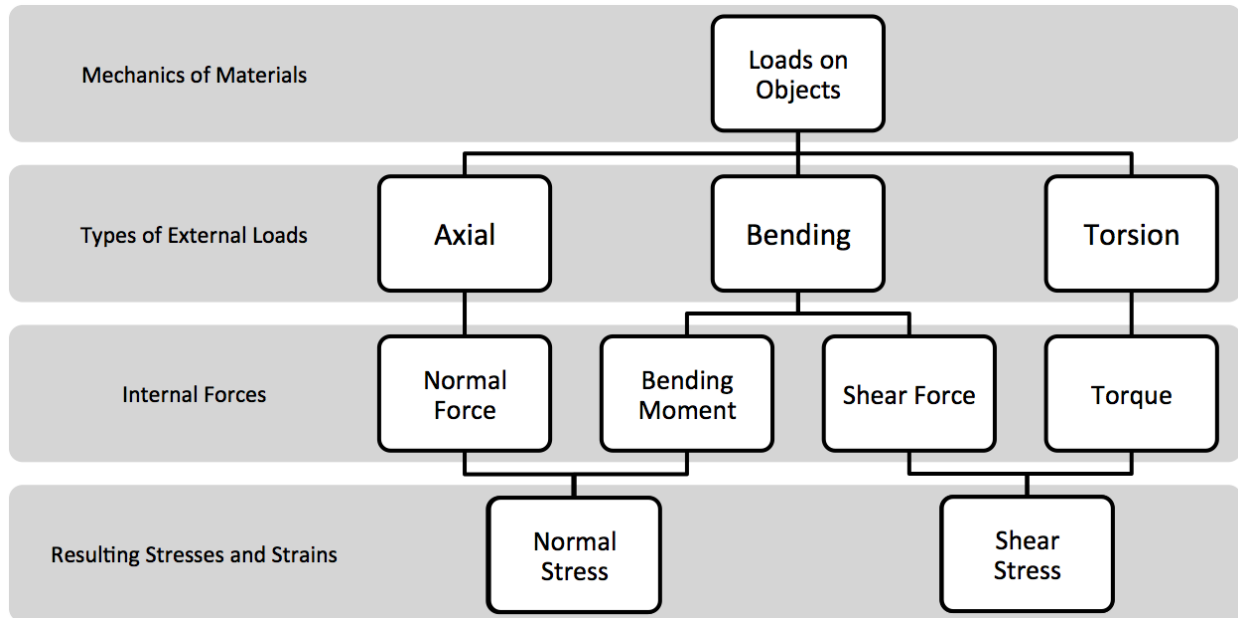 Mechanics of Materials
Loads on
Objects
Types of External Loads
Axial
Bending
Torsion
Internal Forces
Normal
Force
Bending
Moment
Shear Force
Torque
Resulting Stresses and Strains
Normal
Stress
Shear
Stress